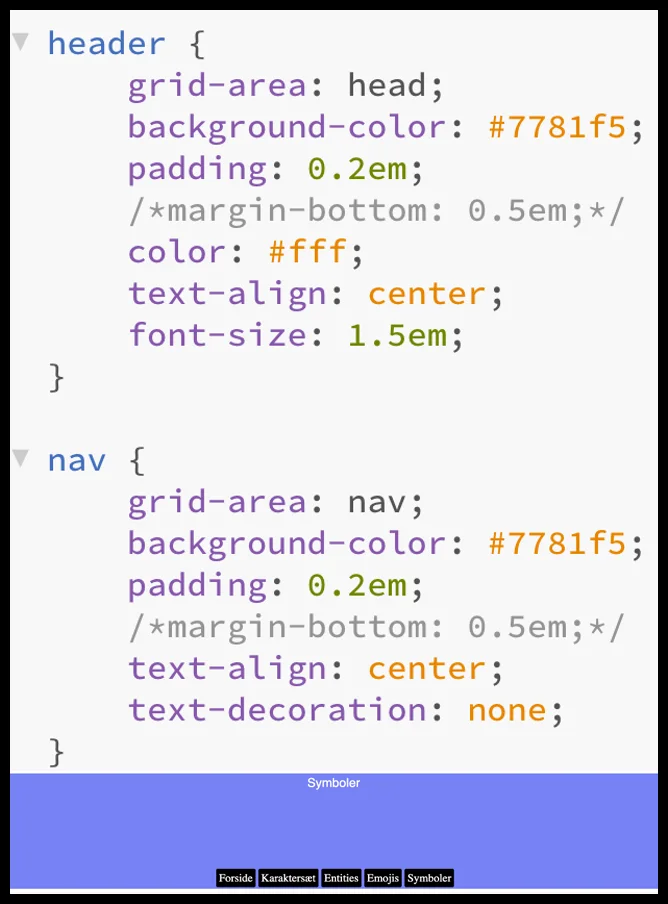 header {
grid-area: head;
background-color: #7781f5;
padding: 0.2em;
/*margin-bottom: 0.5em;*/
color: #fff;
text-align: center;
font-size: 1.5em;
}
nav {
grid-area: nav;
background-color: #7781f5;
padding: 0.2em;
/*margin-bottom: 0.5em;*/
text-align: center;
text-decoration: none;
}
Symboler
Forside Karaktersæt Entities Emojis Symboler